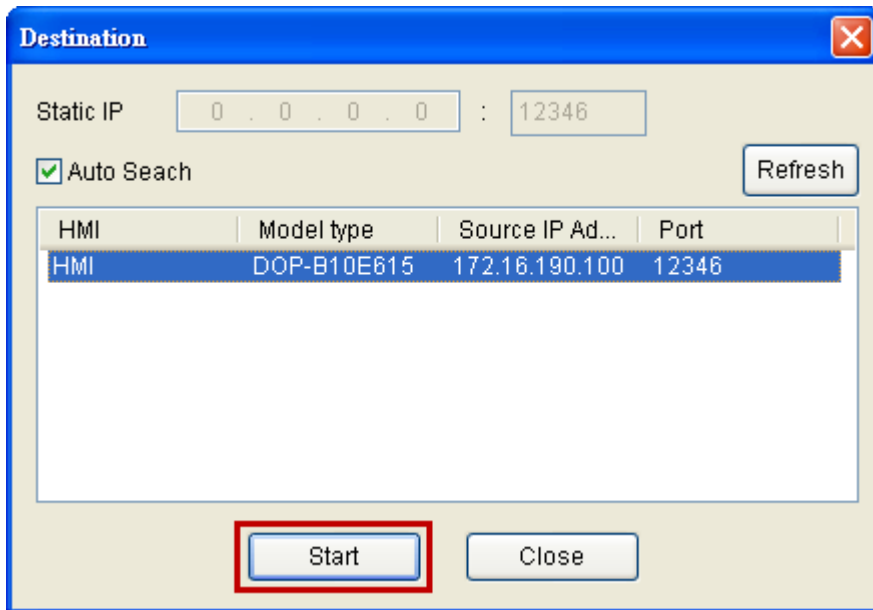 Destination
Static IP 0 . 0 . 0 . 0 : 12346
Auto Seach Refresh
HMI Model type Source IP Ad... Port
HMI DOP-B10E615 172.16.190.100 12346
Start Close